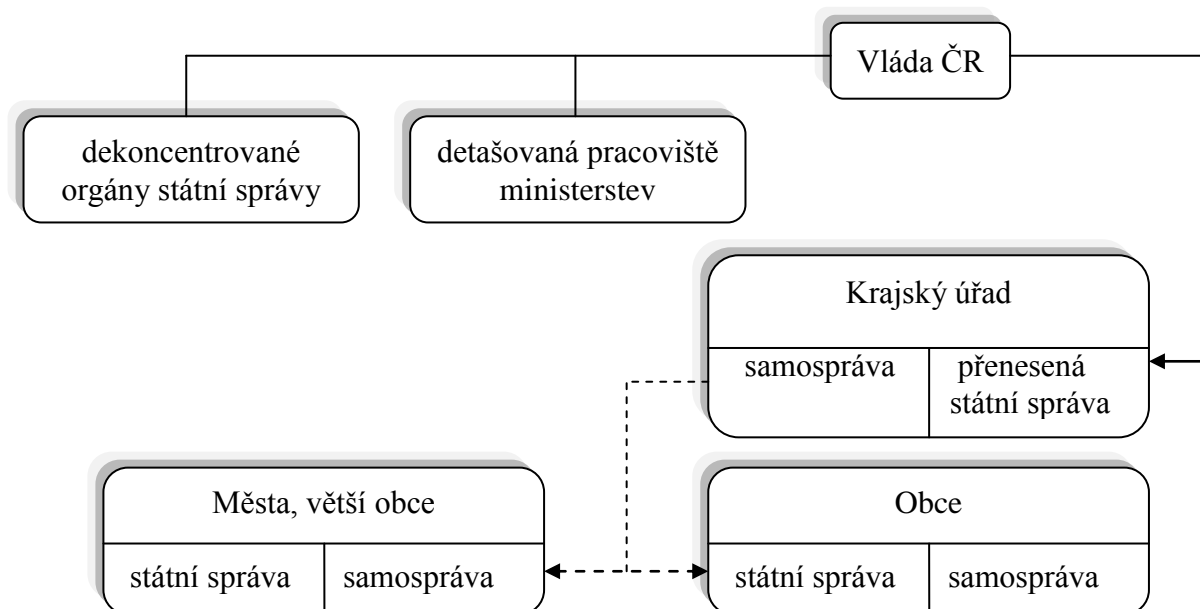 Vláda ČR
dekoncentrované
orgány státní správy
detašovaná pracoviště
ministerstev
Krajský úřad
samospráva
přenesená
státní správa
Města, větší obce
státní správa
samospráva
Obce
státní správa
samospráva